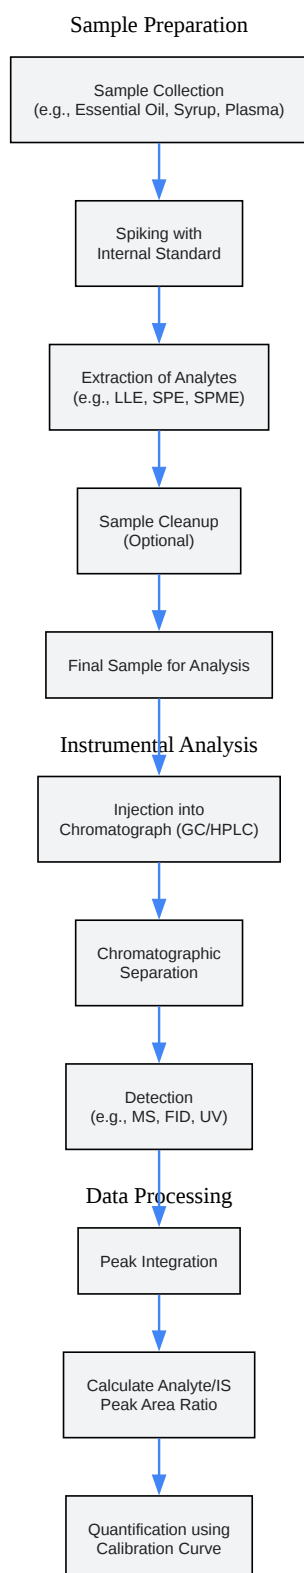 Sample Preparation
Sample Collection
(e.g., Essential Oil, Syrup, Plasma)
Spiking with
Internal Standard
Extraction of Analytes
(e.g., LLE, SPE, SPME)
Sample Cleanup
(Optional)
Final Sample for Analysis
Instrumental Analysis
Injection into
Chromatograph (GC/HPLC)
Chromatographic
Separation
Detection
(e.g., MS, FID, UV)
Data Processing
Peak Integration
Calculate Analyte/IS
Peak Area Ratio
Quantification using
Calibration Curve